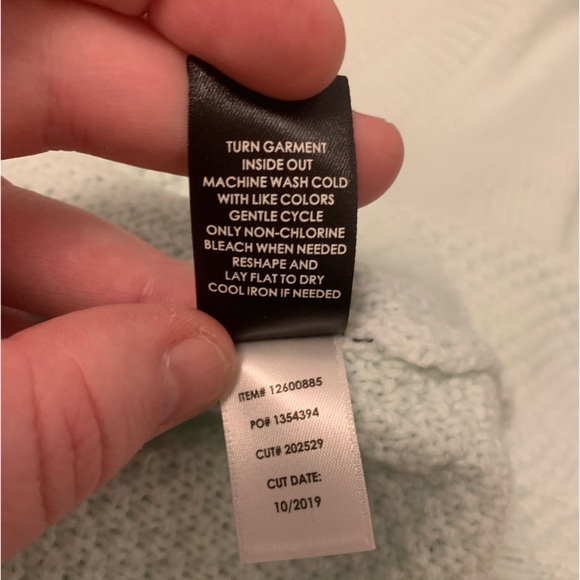 TURN GARMENT
INSIDE OUT
MACHINE WASH COLD
WITH LIKE COLORS
GENTLE CYCLE
ONLY NON-CHLORINE
BLEACH WHEN NEEDED
RESHAPE AND
LAY FLAT TO DRY
COOL IRON IF NEEDED
ITEM# 12600885
PO# 1354394
CUT# 202529
CUT DATE:
10/2019